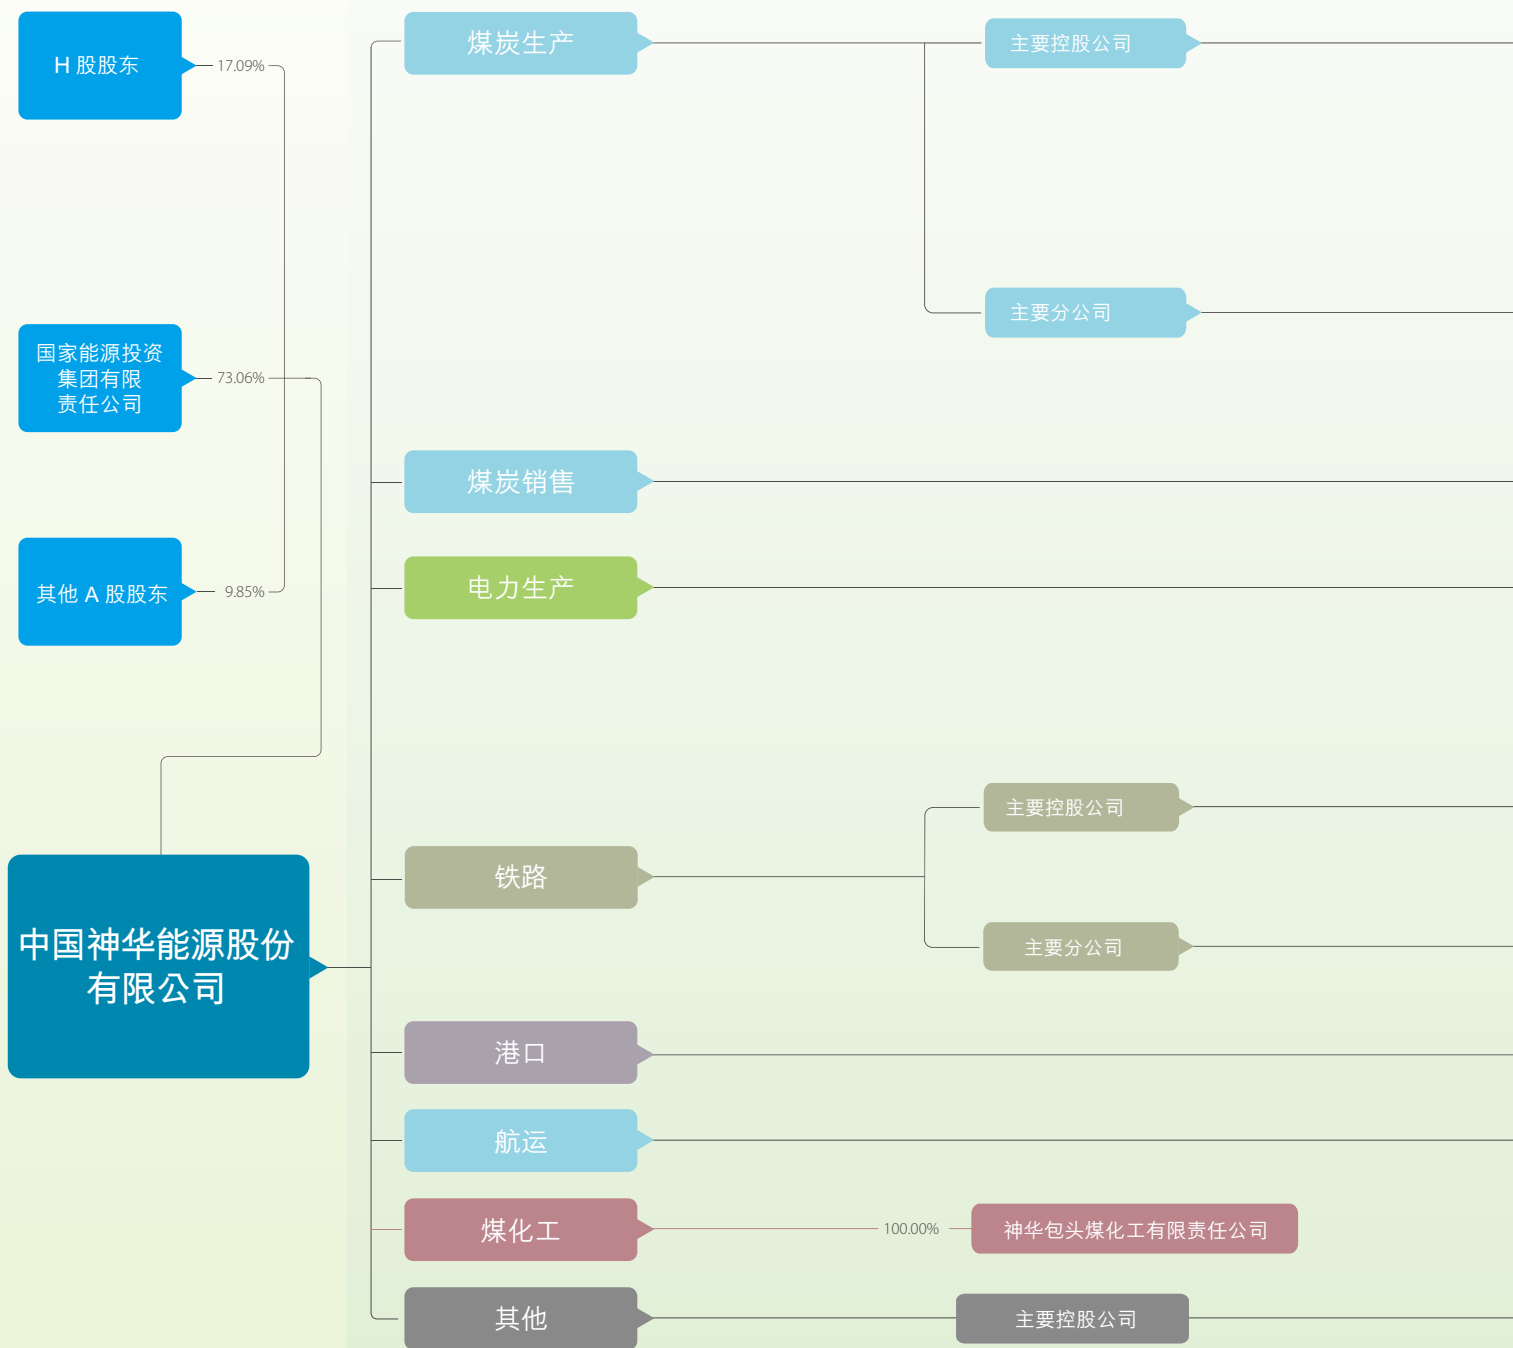 H 股股东
17.09%
国家能源投资
集团有限
责任公司
73.06%
其他 A 股股东
9.85%
中国神华能源股份
有限公司
煤炭生产
主要控股公司
主要分公司
煤炭销售
电力生产
铁路
主要控股公司
主要分公司
港口
航运
煤化工
100.00%
神华包头煤化工有限责任公司
其他
主要控股公司